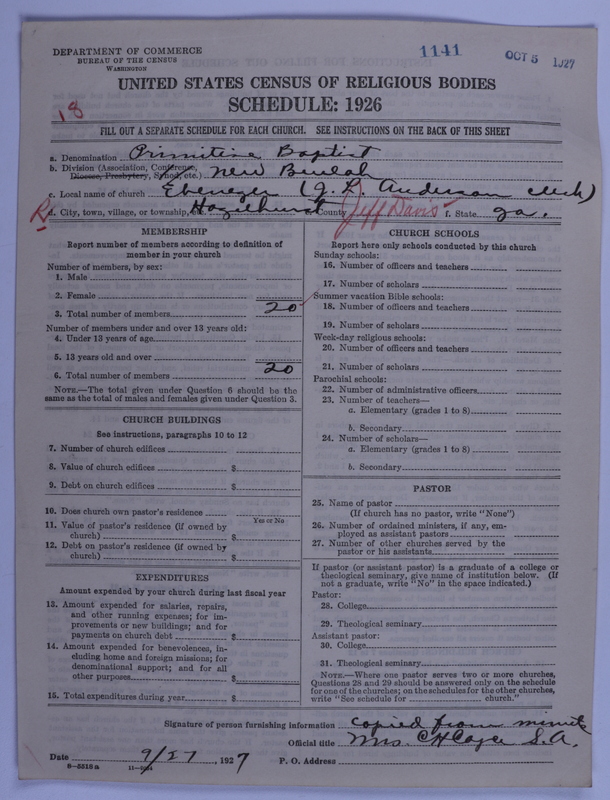 DEPARTMENT OF COMMERCE
BUREAU OF THE CENSUS
WASHINGTON
1141
OCT 5 1927
18
UNITED STATES CENSUS OF RELIGIOUS BODIES
SCHEDULE: 1926
FILL OUT A SEPARATE SCHEDULE FOR EACH CHURCH. SEE INSTRUCTIONS ON THE BACK OF THIS SHEET
a. Denomination Primitive Baptist
b. Division (Association, Conference, Diocese, Presbytery, Synod, etc.) New Beulah
c. Local name of church Ebenezer (J. R. Anderson Clerk)
R
d. City, town, village, or township, etc. Hazlehurst County Jeff Davis f. State Ga.
MEMBERSHIP
Report number of members according to definition of
member in your church
Number of members, by sex:
1. Male
2. Female
3. Total number of members 20
Number of members under and over 13 years old:
4. Under 13 years of age
5. 13 years old and over
6. Total number of members 20
NOTE.—The total given under Question 6 should be
same as the total of males and females given under Question 3.
CHURCH BUILDINGS
See instructions, paragraphs 10 to 12
7. Number of church edifices
8. Value of church edifices $
9. Debt on church edifices $
10. Does church own pastor's residence
Yes or No
11. Value of pastor's residence (if owned by
church) $
12. Debt on pastor's residence (if owned by
church) $
EXPENDITURES
Amount expended by your church during last fiscal year
13. Amount expended for salaries, repairs,
and other running expenses; for im-
provements or new buildings; and for
payments on church debt $
14. Amount expended for benevolences, in-
cluding home and foreign missions; for
denominational support; and for all
other purposes $
15. Total expenditures during year $
CHURCH SCHOOLS
Report here only schools conducted by this church
Sunday schools:
16. Number of officers and teachers
17. Number of scholars
Summer vacation Bible schools:
18. Number of officers and teachers
19. Number of scholars
Week-day religious schools:
20. Number of officers and teachers
21. Number of scholars
Parochial schools:
22. Number of administrative officers
23. Number of teachers—
a. Elementary (grades 1 to 8)
b. Secondary
24. Number of scholars—
a. Elementary (grades 1 to 8)
b. Secondary
PASTOR
25. Name of pastor
(If church has no pastor, write "None")
26. Number of ordained ministers, if any, em-
ployed as assistant pastors
27. Number of other churches served by the
pastor or his assistants
If pastor (or assistant pastor) is a graduate of a college or
theological seminary, give name of institution below. (If
not a graduate, write "No" in the space indicated.)
Pastor:
28. College
29. Theological seminary
Assistant pastor:
30. College
31. Theological seminary
NOTE.—Where one pastor serves two or more churches,
Questions 28 and 29 should be answered only on the schedule
for one of the churches; on the schedules for the other churches,
write "See schedule for church."
Signature of person furnishing information copied from minute
Official title Mrs. C H Cayce S.A.
Date 9/27, 1927 P. O. Address
8-5518a